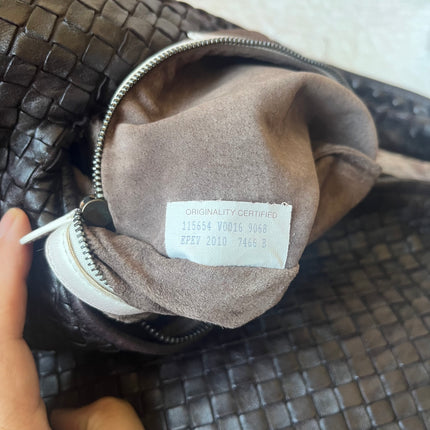 ORIGINALITY CERTIFIED
115654 V0016 9068
EPEV 2010 7466 B